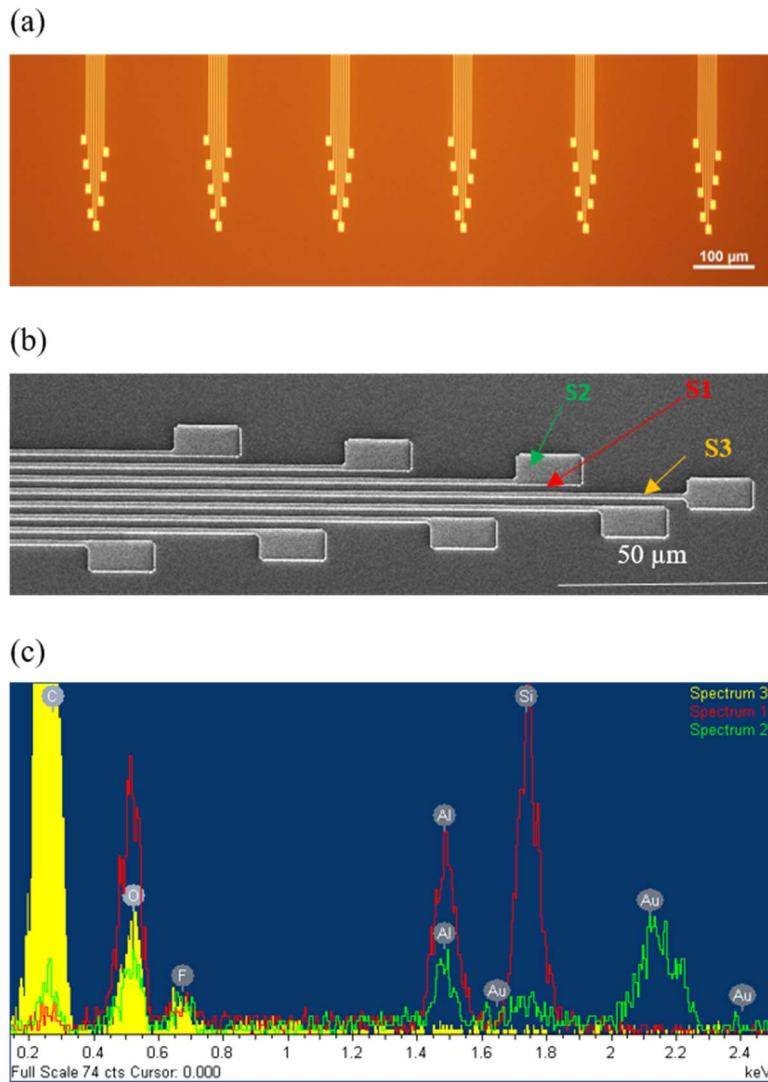 (a)
100 µm
(b)
S2
S1
S3
50 µm
(c)
C
Si
Spectrum 3
Spectrum 1
Spectrum 2
Al
O
Al
Au
F
Au
Au
0.2 0.4 0.6 0.8 1 1.2 1.4 1.6 1.8 2 2.2 2.4
Full Scale 74 cts Cursor: 0.000 keV